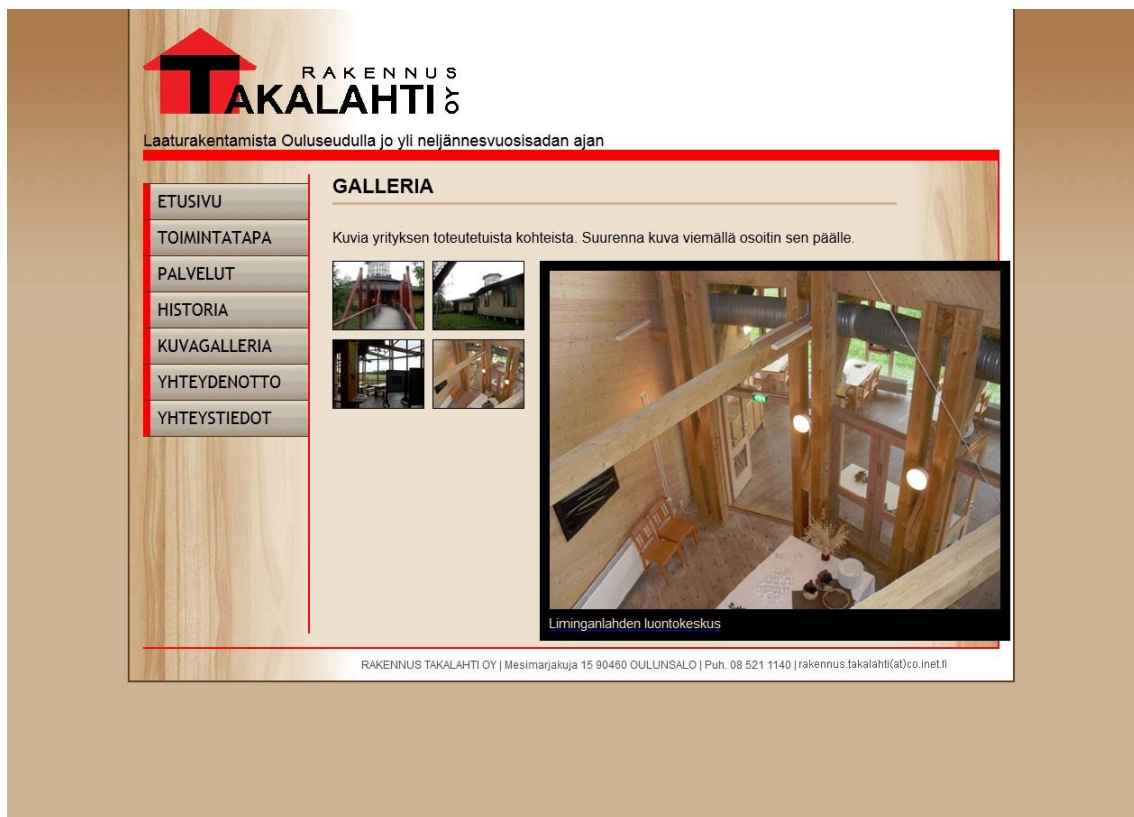 RAKENNUS
TAKALAHTI OY
Laaturakentamista Ouluseudulla jo yli neljännesvuosisadan ajan
ETUSIVU
TOIMINTATAPA
PALVELUT
HISTORIA
KUVAGALLERIA
YHTEYDENOTTO
YHTEYSTIEDOT
GALLERIA
Kuvia yrityksen toteutetuista kohteista. Suurenna kuva viemällä osoitin sen päälle.
Liminganlahden luontokeskus
RAKENNUS TAKALAHTI OY | Mesimarjakuja 15 90460 OULUNSALO | Puh. 08 521 1140 | rakennus.takalahti(at)co.inet.fi